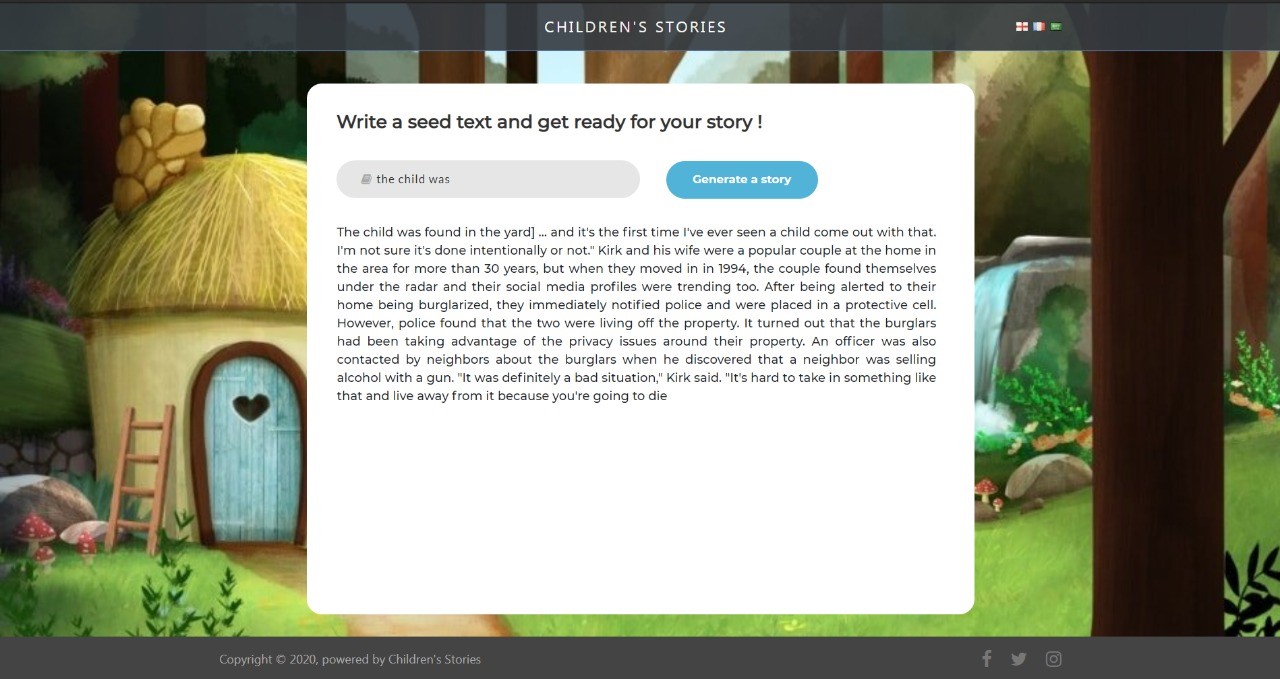 CHILDREN'S STORIES
Write a seed text and get ready for your story !
the child was
Generate a story
The child was found in the yard] ... and it's the first time I've ever seen a child come out with that.
I'm not sure it's done intentionally or not." Kirk and his wife were a popular couple at the home in
the area for more than 30 years, but when they moved in in 1994, the couple found themselves
under the radar and their social media profiles were trending too. After being alerted to their
home being burglarized, they immediately notified police and were placed in a protective cell.
However, police found that the two were living off the property. It turned out that the burglars
had been taking advantage of the privacy issues around their property. An officer was also
contacted by neighbors about the burglars when he discovered that a neighbor was selling
alcohol with a gun. "It was definitely a bad situation," Kirk said. "It's hard to take in something like
that and live away from it because you're going to die
Copyright © 2020, powered by Children's Stories